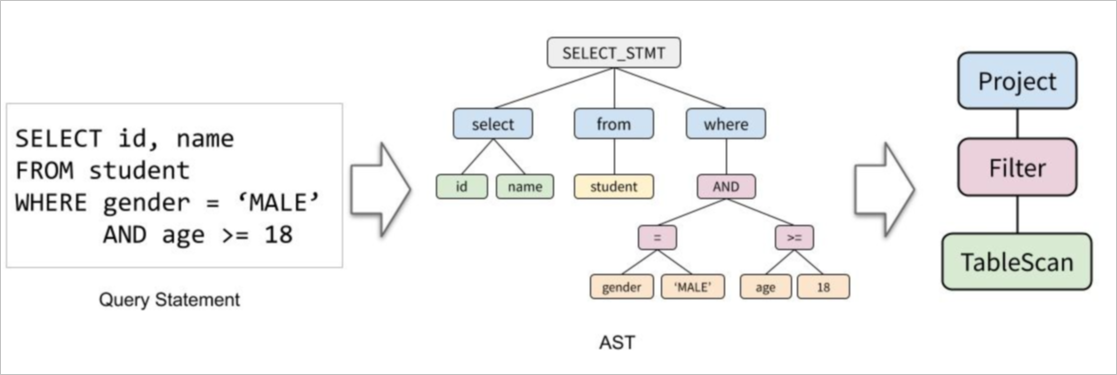 SELECT id, name
FROM student
WHERE gender = ‘MALE’
AND age >= 18
Query Statement
SELECT_STMT
select
from
where
id
name
student
AND
=
>=
gender
‘MALE’
age
18
AST
Project
Filter
TableScan